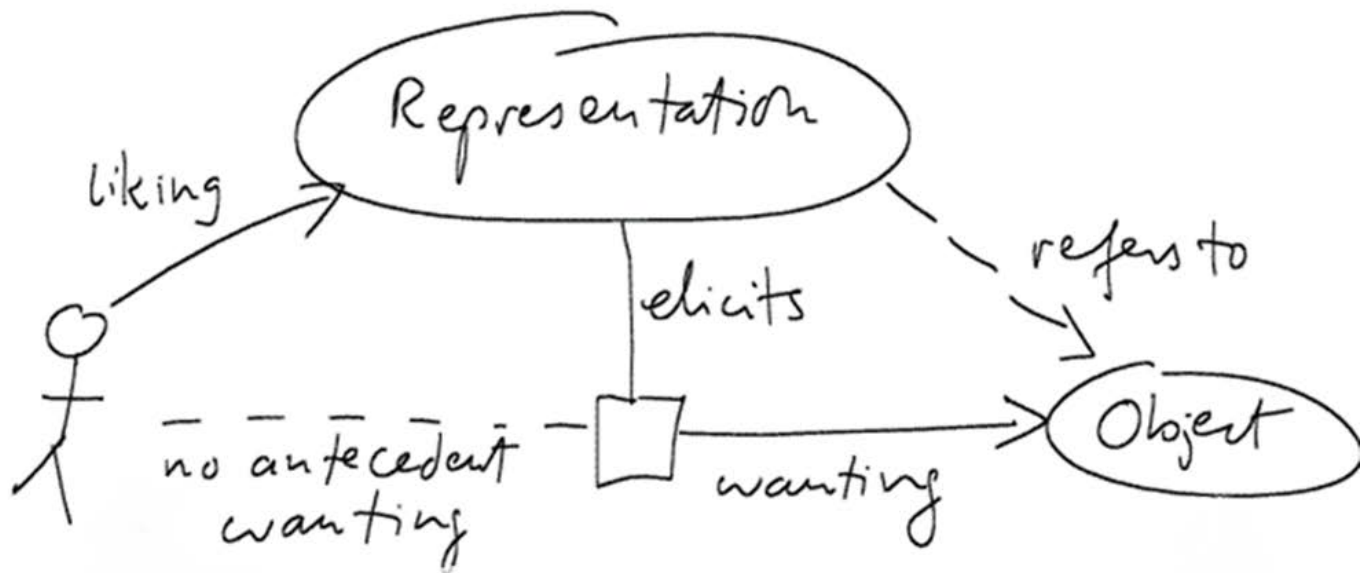 Representation
liking
refers to
elicits
Object
no antecedent
wanting
wanting